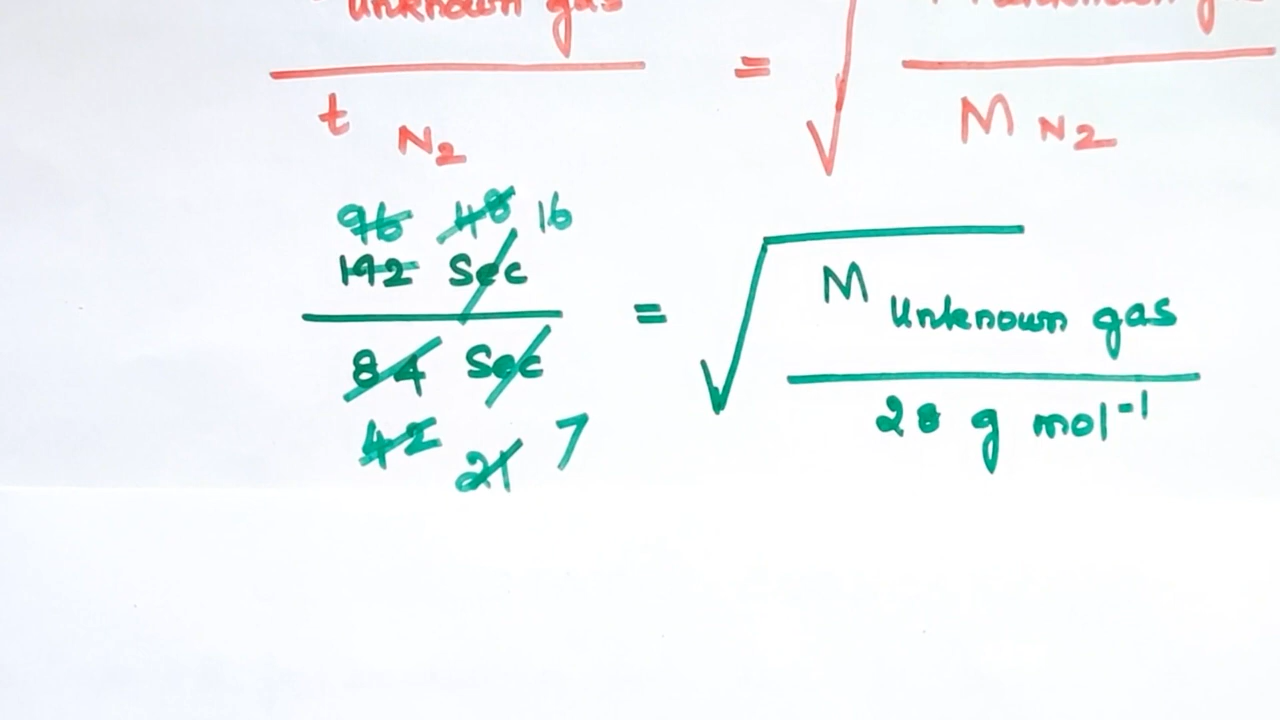 unknown gas
t N₂ = √ M N₂
96 48 16
192 Sec
= √ M unknown gas
84 Sec
28 g mol⁻¹
42 21 7